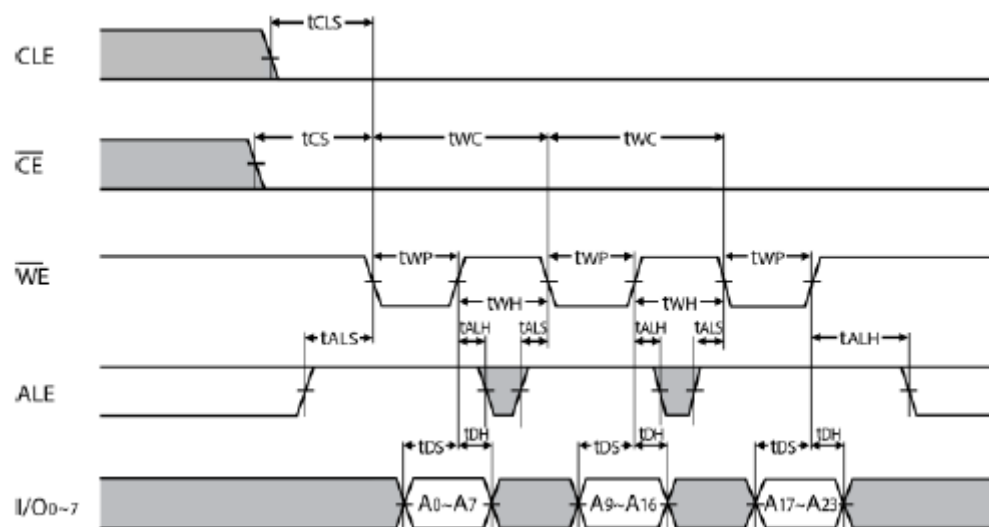 tCLS
CLE
tCS tWC tWC
CE
tWP tWP tWP
WE
tWH tWH
tALS tALH tALS tALH tALS tALH
ALE
tDS tDH tDS tDH tDS tDH
I/O0~7 A0~A7 A9~A16 A17~A23